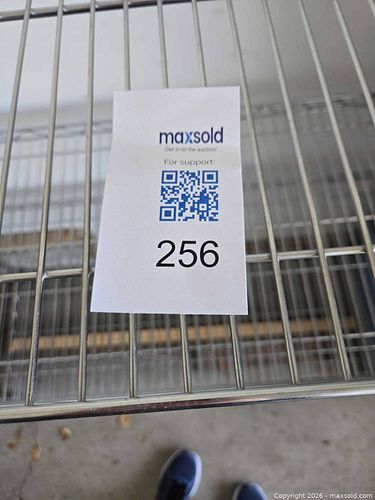 maxsold
Get in on the auction!
For support:
256
Copyright 2026 - maxsold.com